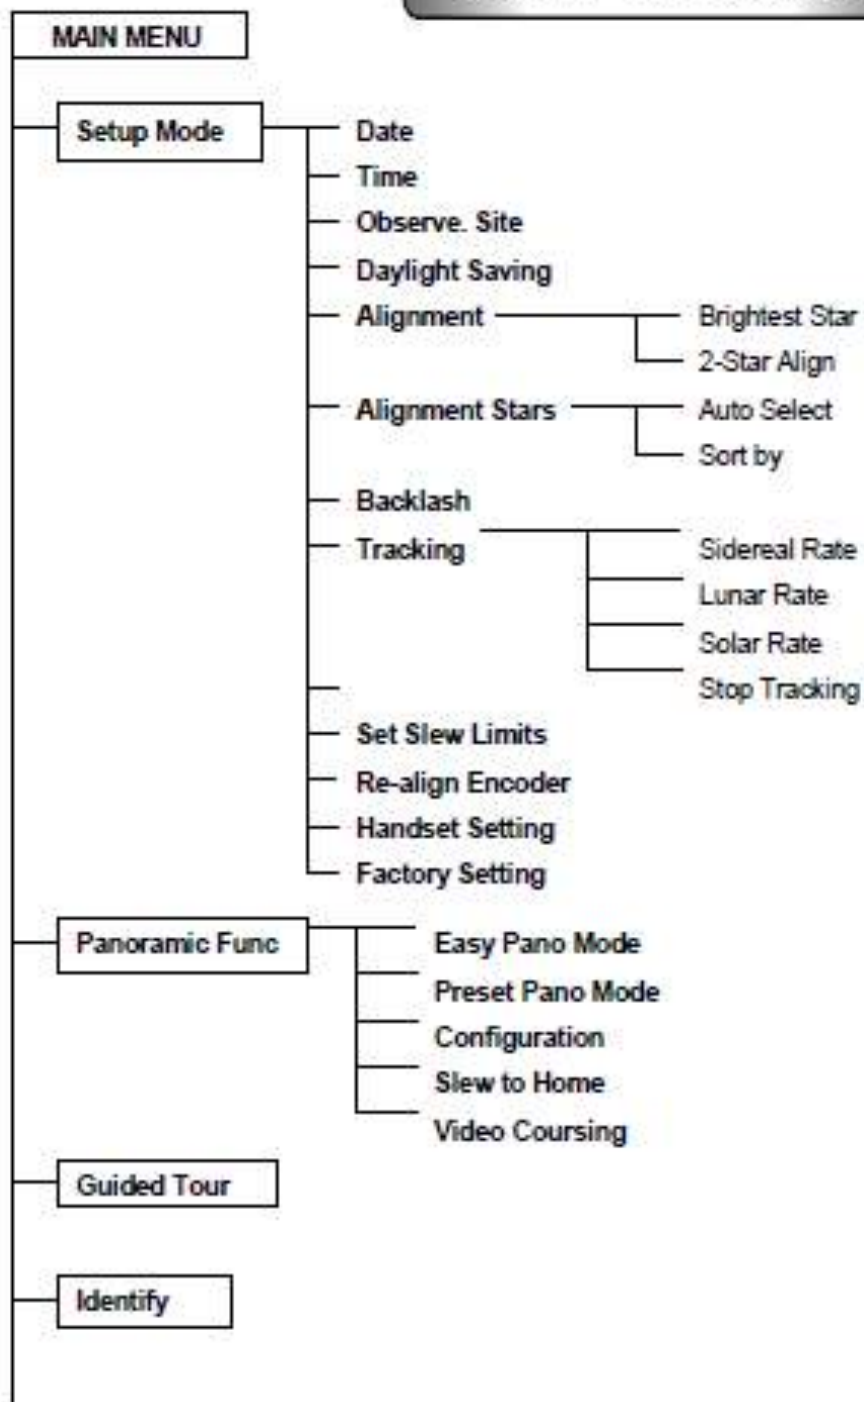 MAIN MENU
Setup Mode
Date
Time
Observe. Site
Daylight Saving
Alignment
Brightest Star
2-Star Align
Alignment Stars
Auto Select
Sort by
Backlash
Tracking
Sidereal Rate
Lunar Rate
Solar Rate
Stop Tracking
Set Slew Limits
Re-align Encoder
Handset Setting
Factory Setting
Panoramic Func
Easy Pano Mode
Preset Pano Mode
Configuration
Slew to Home
Video Coursing
Guided Tour
Identify